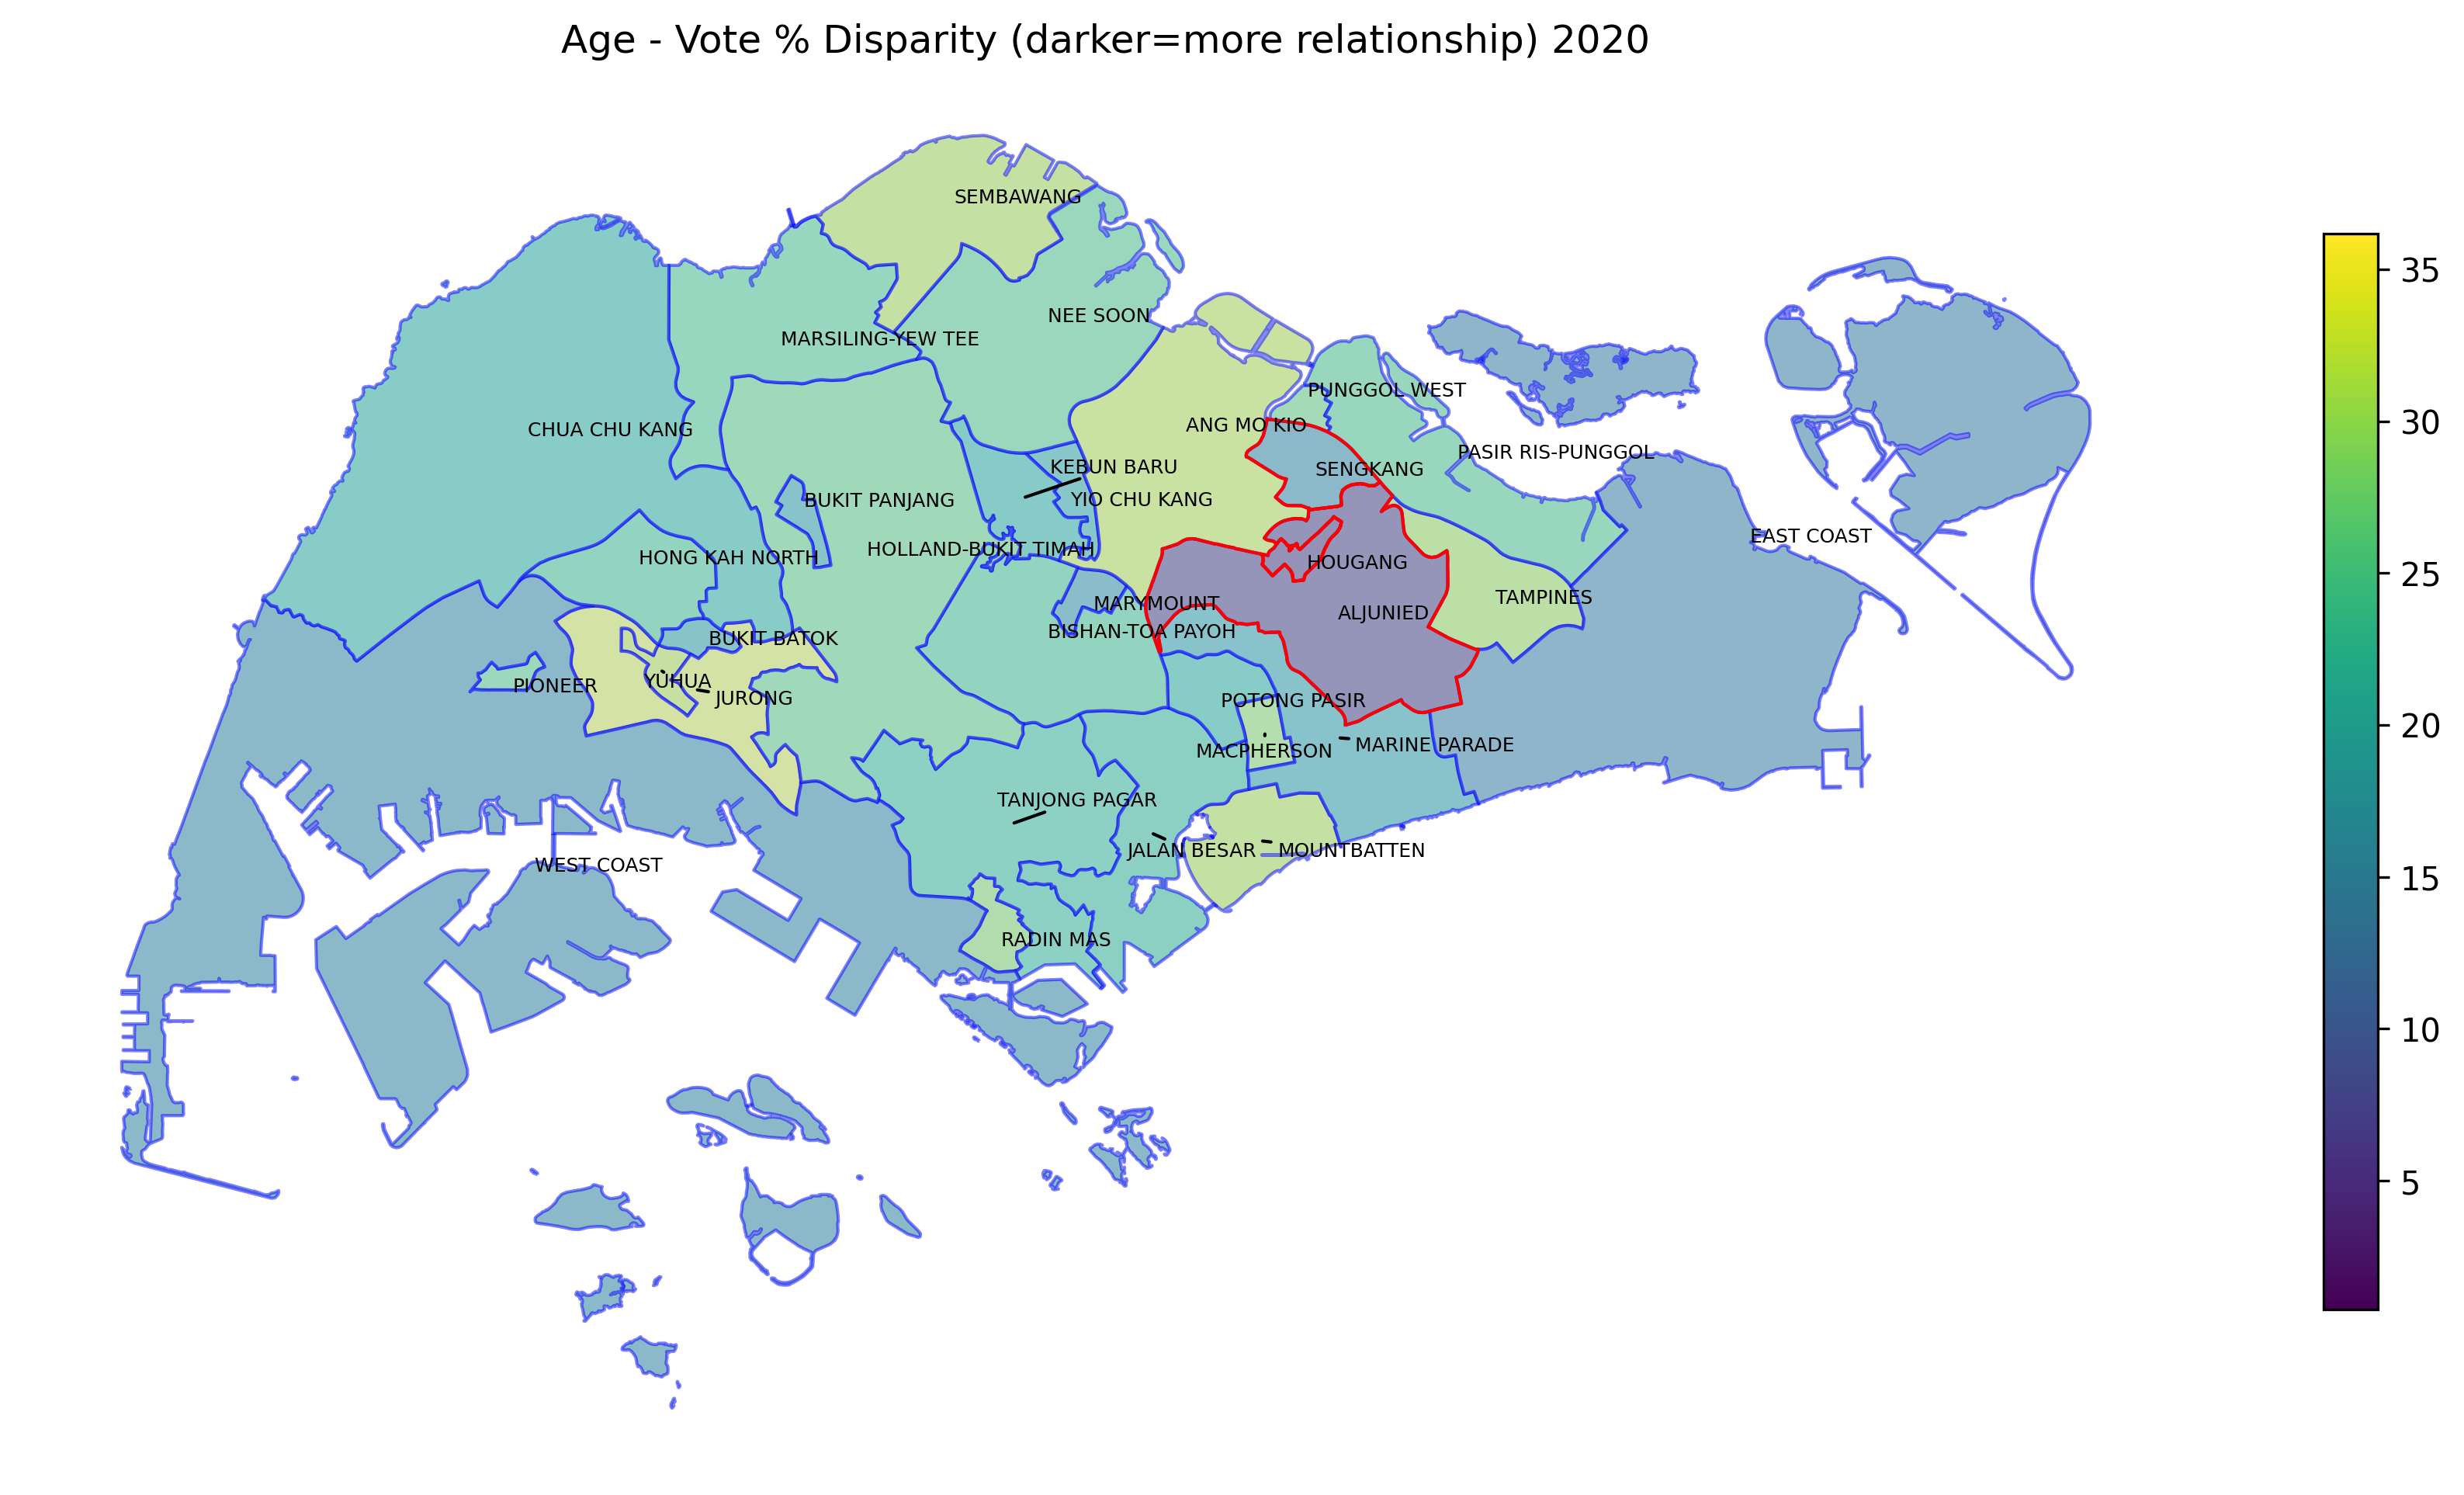 Age - Vote % Disparity (darker=more relationship) 2020
SEMBAWANG
NEE SOON
MARSILING-YEW TEE
PUNGGOL WEST
ANG MO KIO
CHUA CHU KANG
PASIR RIS-PUNGGOL
KEBUN BARU
SENGKANG
BUKIT PANJANG
YIO CHU KANG
EAST COAST
HOLLAND-BUKIT TIMAH
HONG KAH NORTH
HOUGANG
TAMPINES
MARYMOUNT
ALJUNIED
BISHAN-TOA PAYOH
BUKIT BATOK
YUHUA
PIONEER
JURONG
POTONG PASIR
MACPHERSON
MARINE PARADE
TANJONG PAGAR
JALAN BESAR
MOUNTBATTEN
WEST COAST
RADIN MAS
35
30
25
20
15
10
5